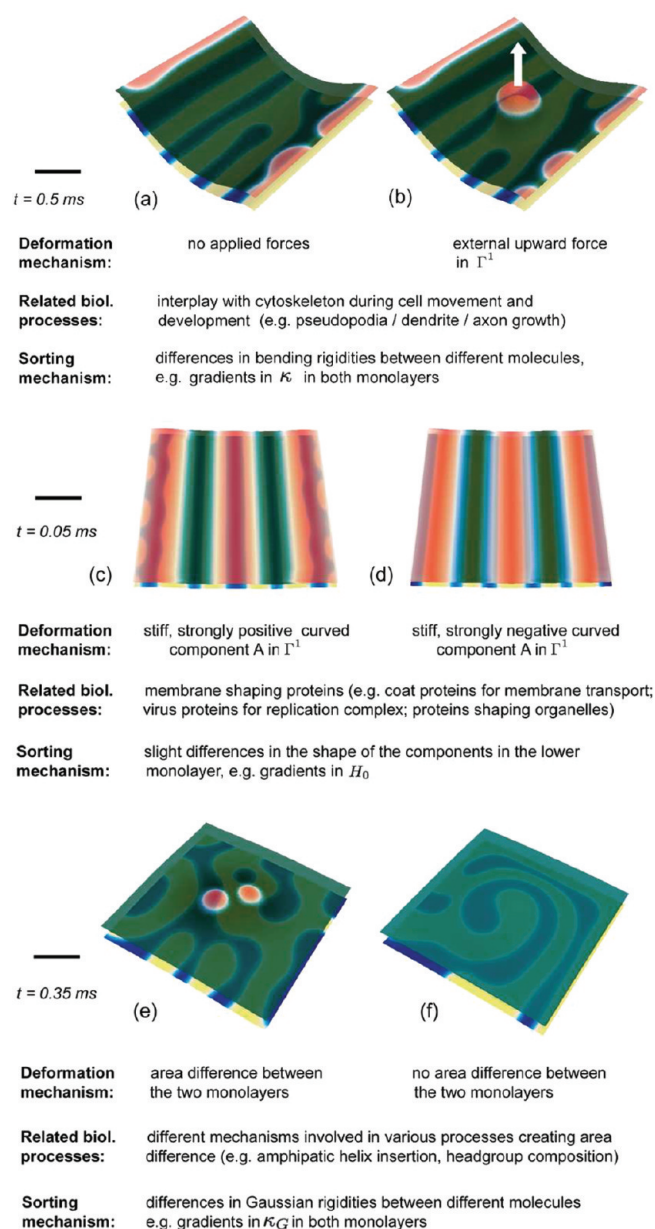 t = 0.5 ms
(a)
(b)
Deformation mechanism:
no applied forces
external upward force
in Γ¹
Related biol. processes:
interplay with cytoskeleton during cell movement and
development (e.g. pseudopodia / dendrite / axon growth)
Sorting mechanism:
differences in bending rigidities between different molecules,
e.g. gradients in κ in both monolayers
t = 0.05 ms
(c)
(d)
Deformation mechanism:
stiff, strongly positive curved
component A in Γ¹
stiff, strongly negative curved
component A in Γ¹
Related biol. processes:
membrane shaping proteins (e.g. coat proteins for membrane transport;
virus proteins for replication complex; proteins shaping organelles)
Sorting mechanism:
slight differences in the shape of the components in the lower
monolayer, e.g. gradients in H₀
t = 0.35 ms
(e)
(f)
Deformation mechanism:
area difference between
the two monolayers
no area difference between
the two monolayers
Related biol. processes:
different mechanisms involved in various processes creating area
difference (e.g. amphipatic helix insertion, headgroup composition)
Sorting mechanism:
differences in Gaussian rigidities between different molecules
e.g. gradients in κG in both monolayers